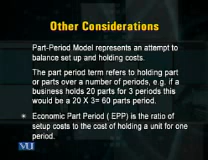 Other Considerations
Part-Period Model represents an attempt to
balance set up and holding costs.
The part period term refers to holding part
or parts over a number of periods, e.g. if a
business holds 20 parts for 3 periods this
would be a 20 X 3= 60 parts period.
Economic Part Period ( EPP) is the ratio of
setup costs to the cost of holding a unit for one
period.
VU